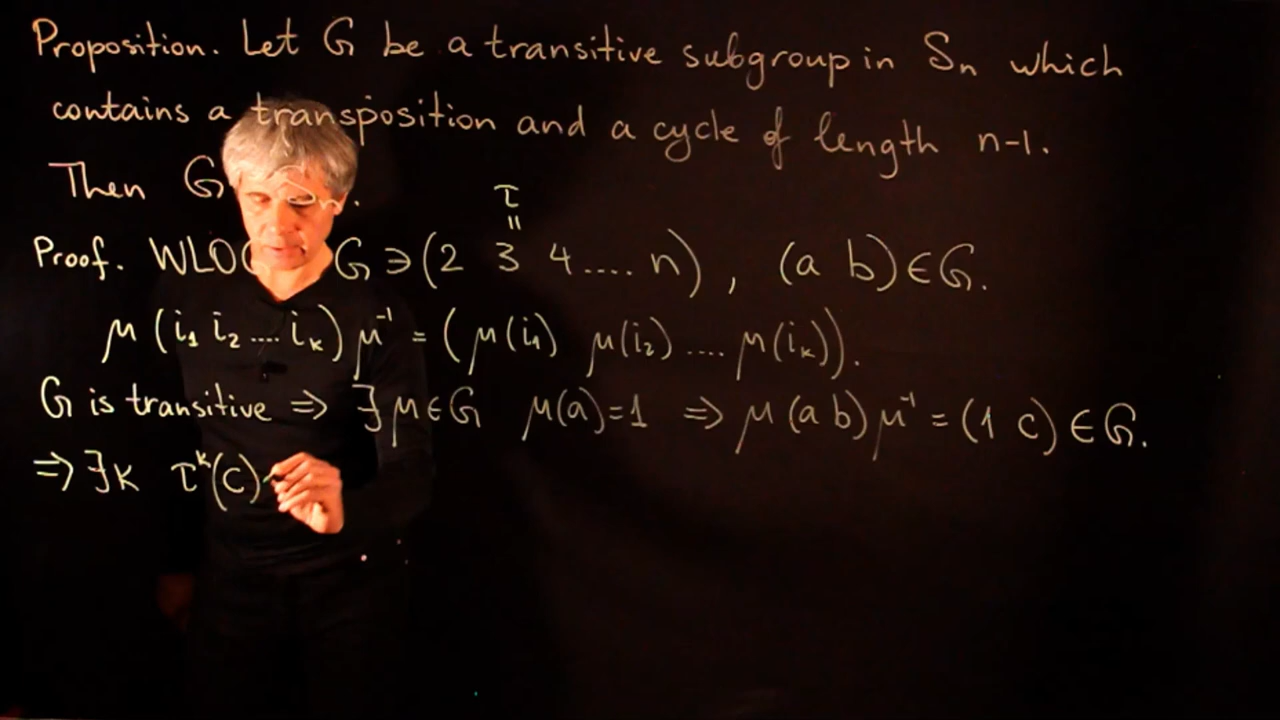 Proposition. Let G be a transitive subgroup in Sₙ which
contains a transposition and a cycle of length n-1.
Then G .
τ
=
Proof. WLO G ∋ (2 3 4 .... n), (a b) ∈ G.
μ (i₁ i₂ .... iₖ) μ⁻¹ = (μ(i₁) μ(i₂) .... μ(iₖ)).
G is transitive ⇒ ∃ μ ∈ G μ(a)=1 ⇒ μ (a b) μ⁻¹ = (1 c) ∈ G.
⇒ ∃ k τᵏ(c)